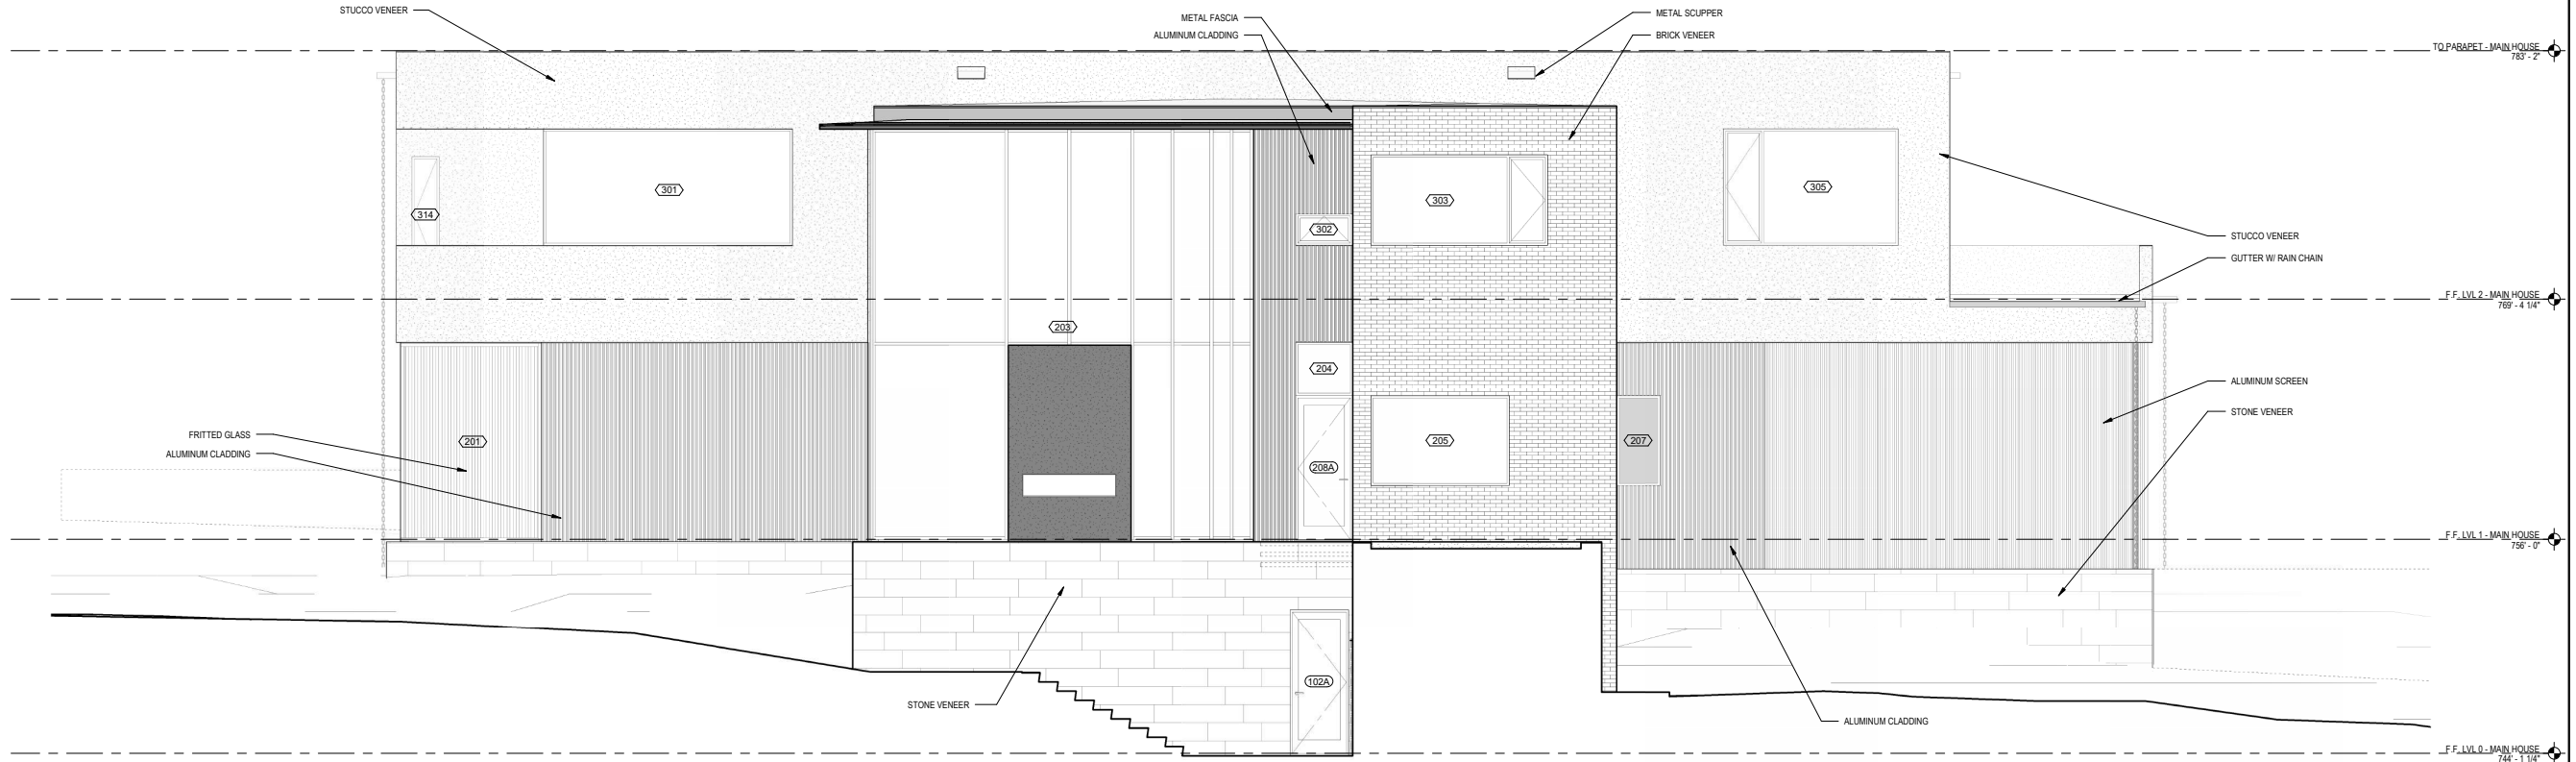 STUCCO VENEER
METAL FASCIA
ALUMINUM CLADDING
METAL SCUPPER
BRICK VENEER
TO PARAPET - MAIN HOUSE
783' - 2"
314
301
302
303
305
STUCCO VENEER
GUTTER W/ RAIN CHAIN
F.F. LVL 2 - MAIN HOUSE
769' - 4 1/4"
203
204
ALUMINUM SCREEN
STONE VENEER
FRITTED GLASS
ALUMINUM CLADDING
201
208A
205
207
F.F. LVL 1 - MAIN HOUSE
756' - 0"
102A
STONE VENEER
ALUMINUM CLADDING
F.F. LVL 0 - MAIN HOUSE
744' - 1 1/4"